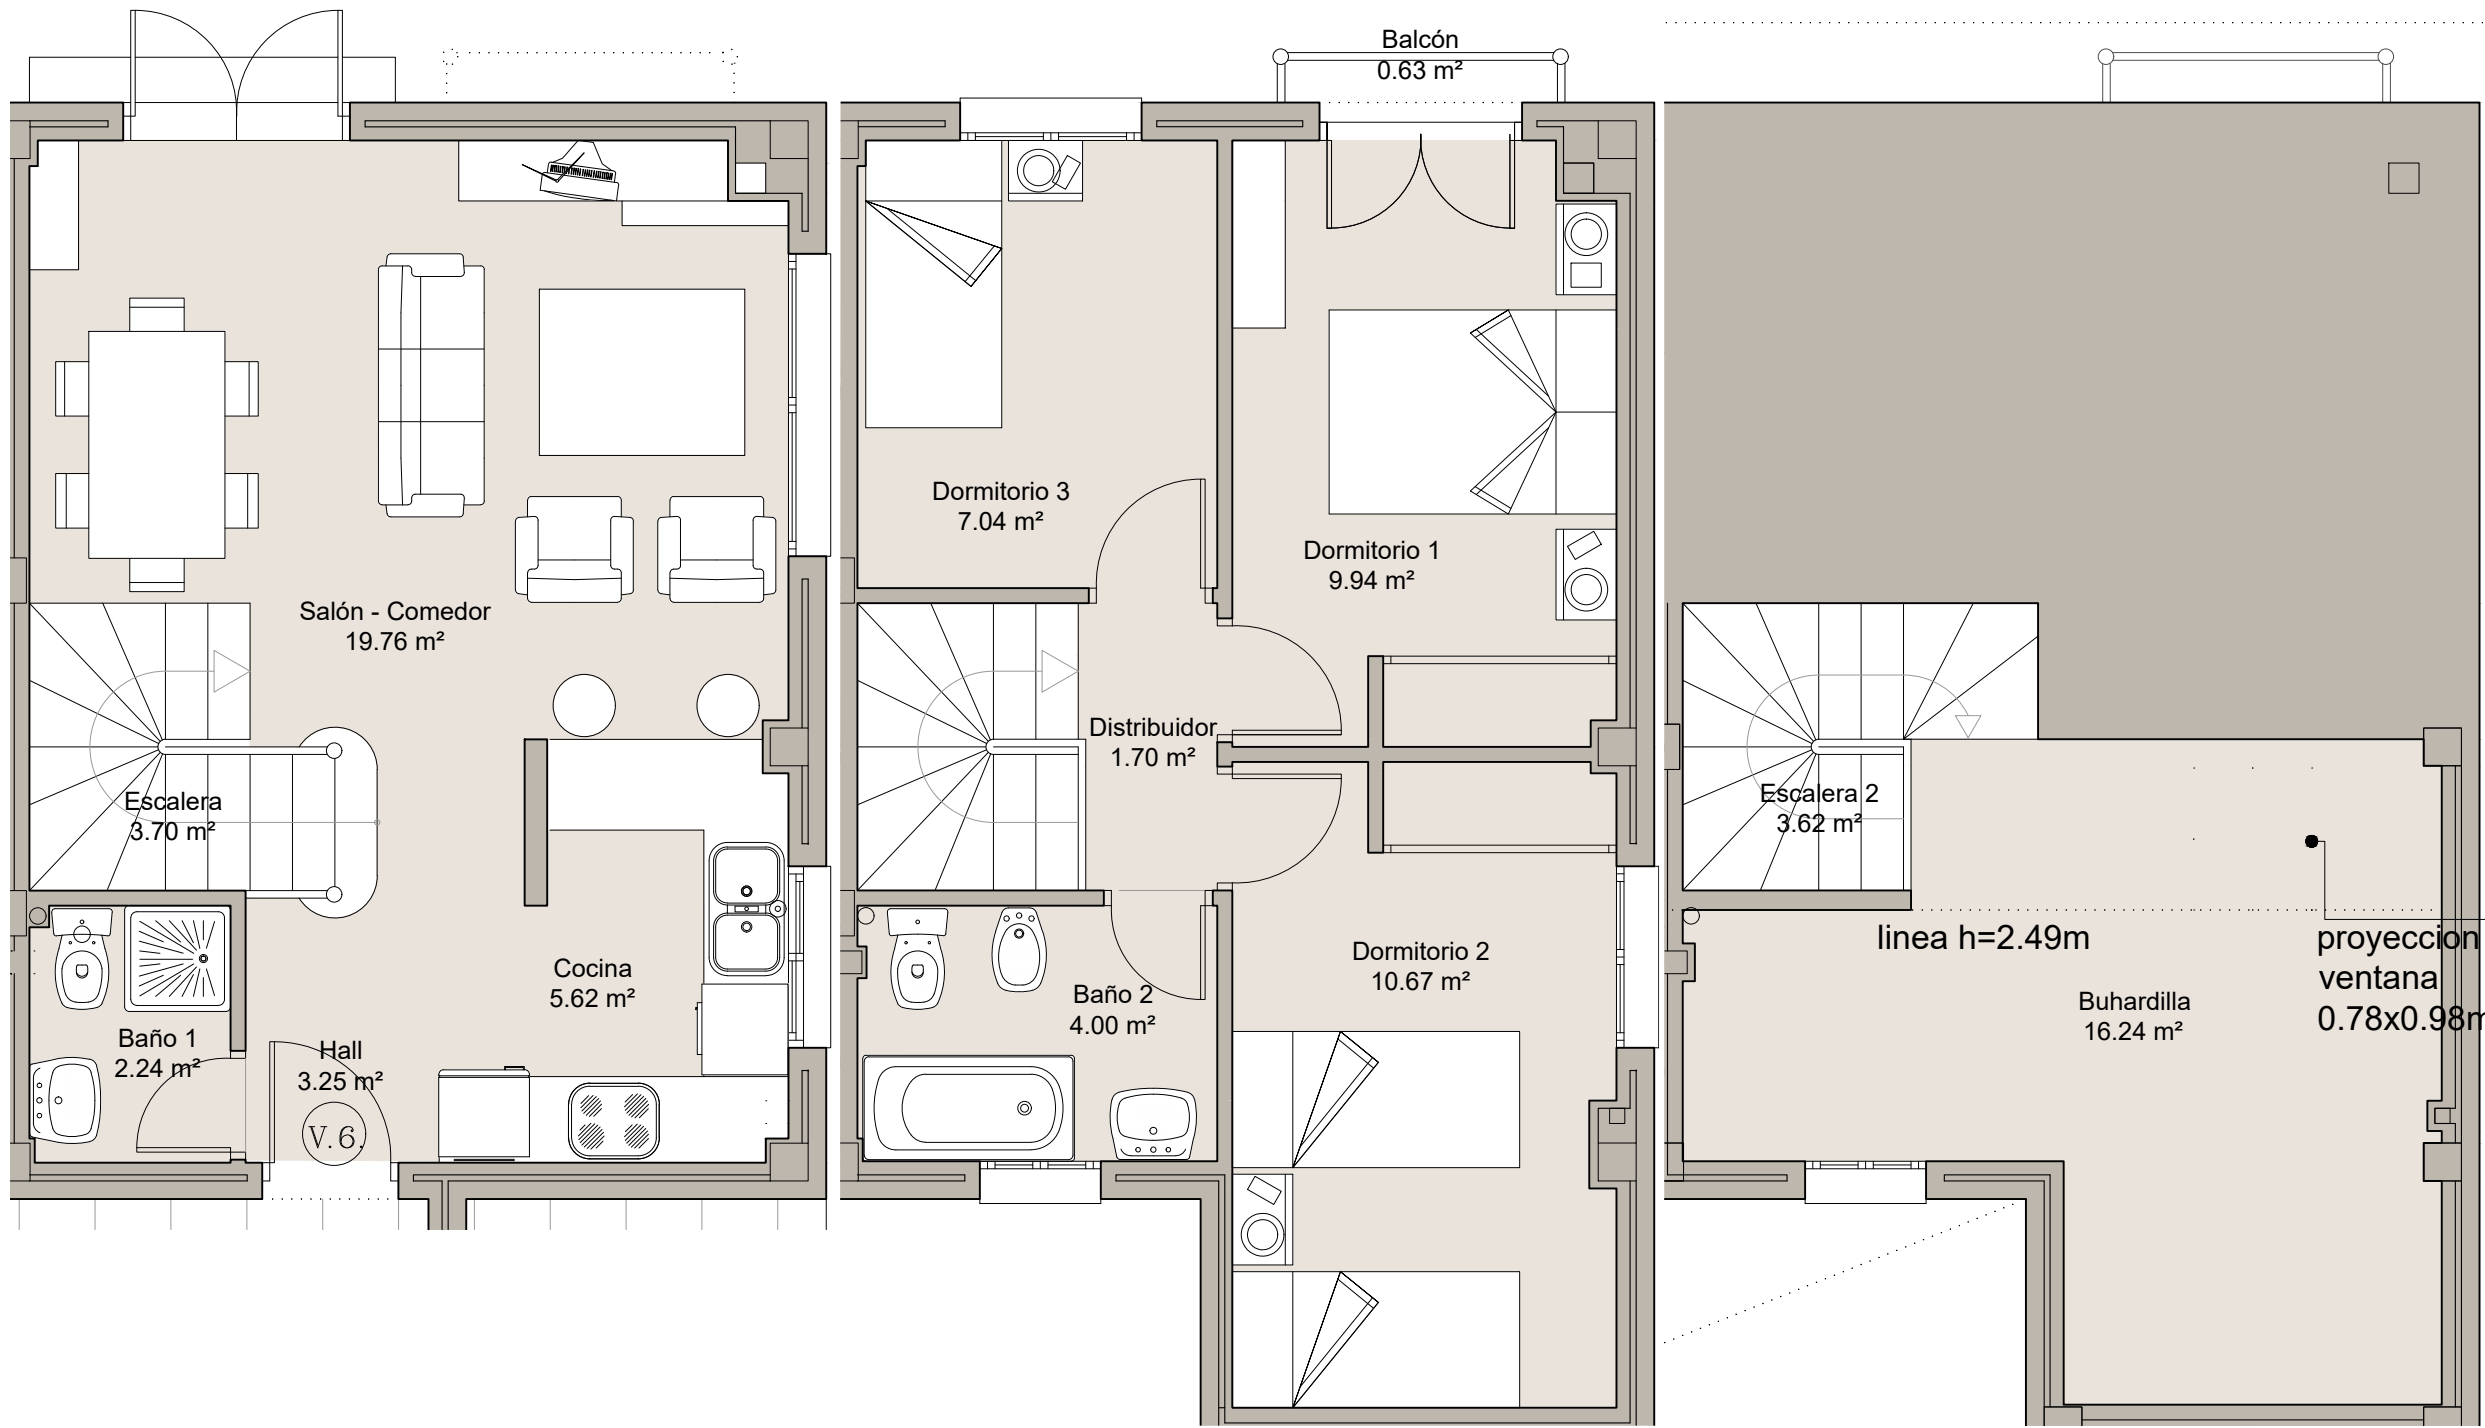 Balcón
0.63 m²
Salón - Comedor
19.76 m²
Escalera
3.70 m²
Baño 1
2.24 m²
Hall
3.25 m²
V.6.
Cocina
5.62 m²
Dormitorio 3
7.04 m²
Dormitorio 1
9.94 m²
Distribuidor
1.70 m²
Dormitorio 2
10.67 m²
Baño 2
4.00 m²
Escalera 2
3.62 m²
linea h=2.49m
proyeccion
ventana
0.78x0.98m
Buhardilla
16.24 m²